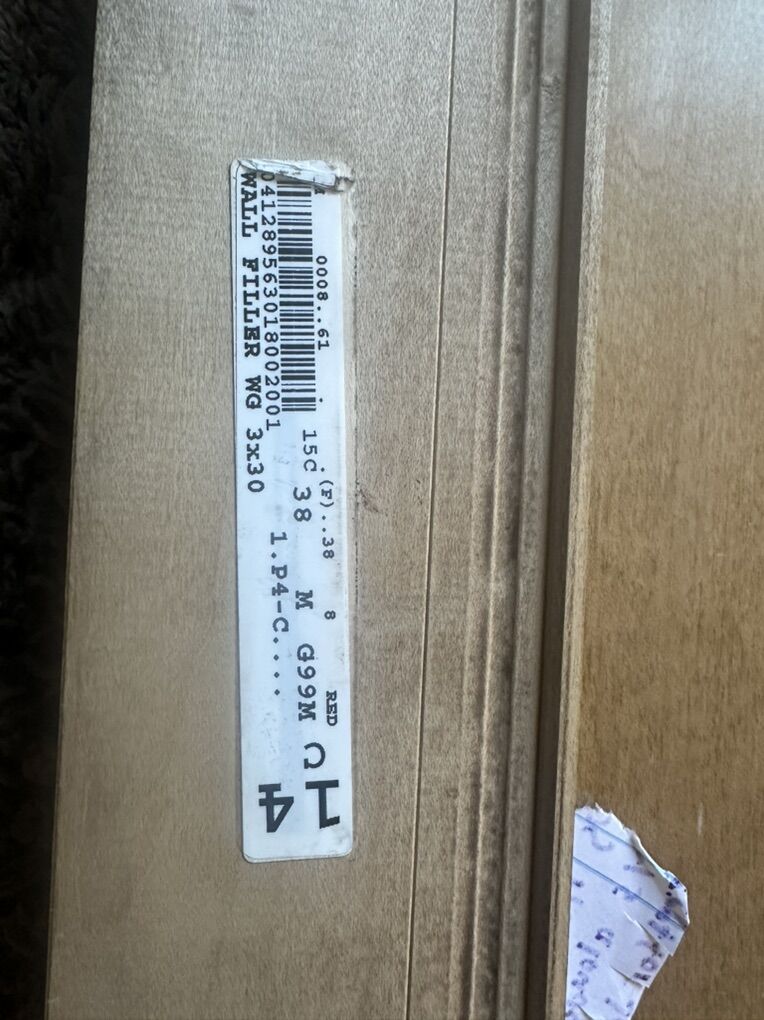 0008..61 .(F)..38 8 RED
15C 38 M G99M C
041289563018002001 1.P4-C....
WALL FILLER WG 3x30
14